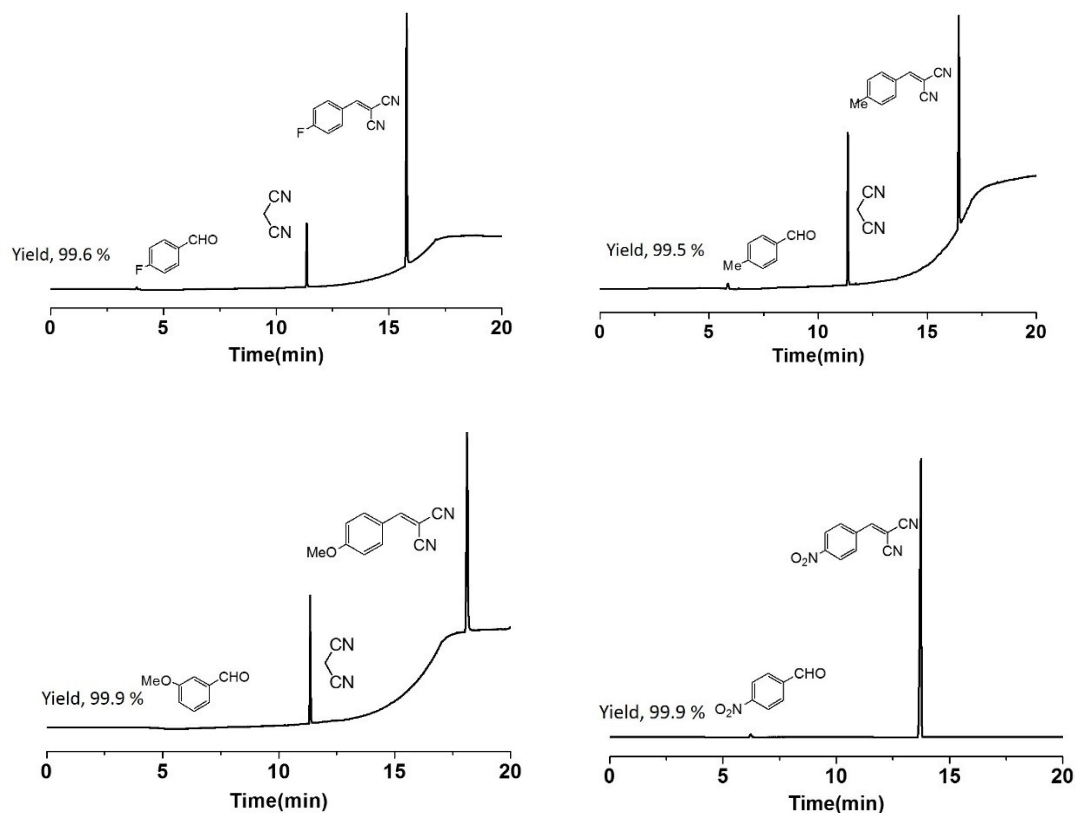 CN
CN
F
CN
CN
CHO
F
Yield, 99.6 %
0 5 10 15 20
Time(min)
CN
CN
Me
CN
CN
CHO
Me
Yield, 99.5 %
0 5 10 15 20
Time(min)
CN
CN
MeO
CN
CN
MeO
CHO
Yield, 99.9 %
0 5 10 15 20
Time(min)
CN
CN
O₂N
CHO
O₂N
Yield, 99.9 %
0 5 10 15 20
Time(min)